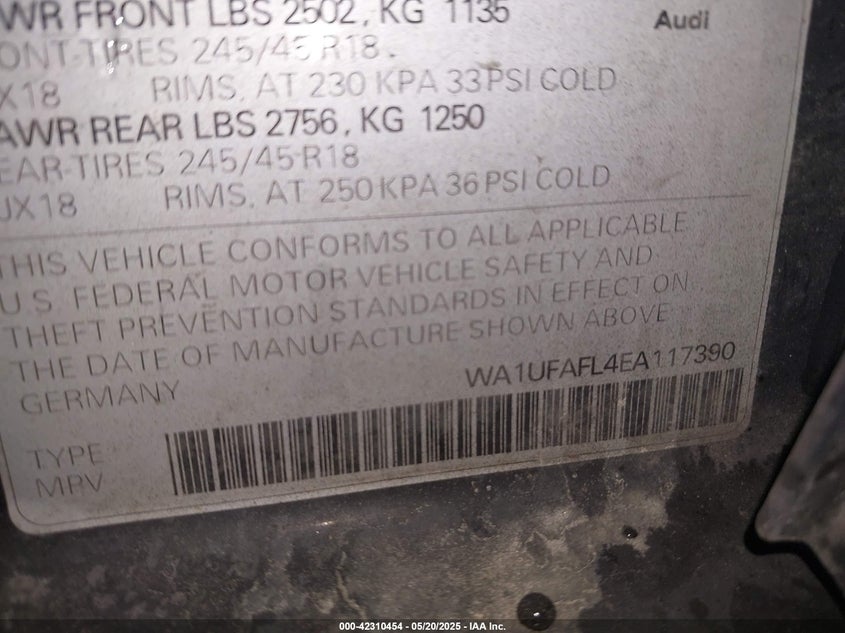 WR FRONT LBS 2502, KG 1135
Audi
ONT-TIRES 245/45 R18.
X18 RIMS, AT 230 KPA 33 PSI COLD
AWR REAR LBS 2756, KG 1250
EAR-TIRES 245/45 R18
JX18 RIMS, AT 250 KPA 36 PSI COLD
THIS VEHICLE CONFORMS TO ALL APPLICABLE
U.S. FEDERAL MOTOR VEHICLE SAFETY AND
THEFT PREVENTION STANDARDS IN EFFECT ON
THE DATE OF MANUFACTURE SHOWN ABOVE
GERMANY WA1UFAFL4EA117390
TYPE
MPV
000-42310454 - 05/20/2025 - IAA Inc.